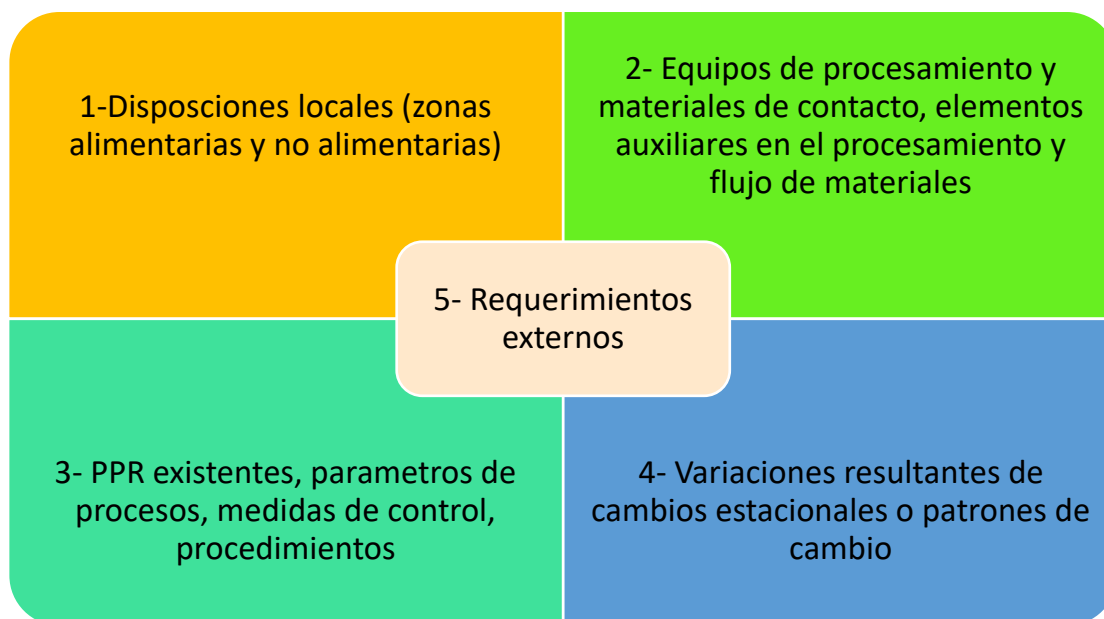 1-Disposciones locales (zonas
alimentarias y no alimentarias)
2- Equipos de procesamiento y
materiales de contacto, elementos
auxiliares en el procesamiento y
flujo de materiales
5- Requerimientos
externos
3- PPR existentes, parametros de
procesos, medidas de control,
procedimientos
4- Variaciones resultantes de
cambios estacionales o patrones de
cambio